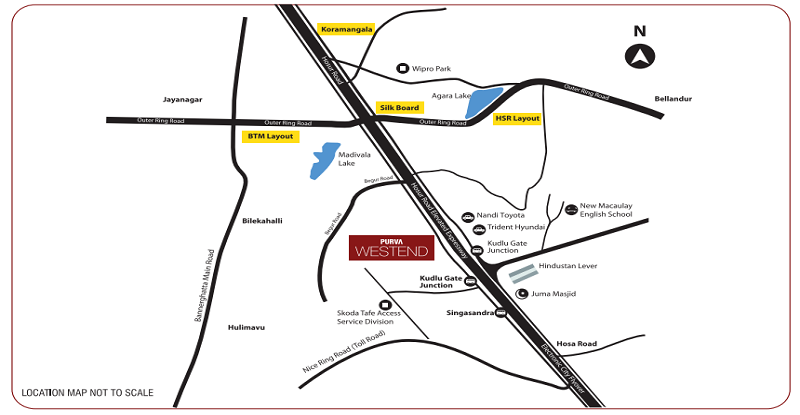 Koramangala
N
Hosur Road
Wipro Park
Agara Lake
Outer Ring Road
Bellandur
Jayanagar
Silk Board
Outer Ring Road
Outer Ring Road
Outer Ring Road
HSR Layout
BTM Layout
Madivala
Lake
Begur Road
Hosur Road Elevated Expressway
New Macaulay
English School
Nandi Toyota
Begur Road
Trident Hyundai
Bilekahalli
PURVA
WESTEND
Kudlu Gate
Junction
Bannerghatta Main Road
Hindustan Lever
Kudlu Gate
Junction
Juma Masjid
Skoda Tafe Access
Service Division
Singasandra
Hulimavu
Nice Ring Road (Toll Road)
Hosa Road
Electronic City Flyover
LOCATION MAP NOT TO SCALE